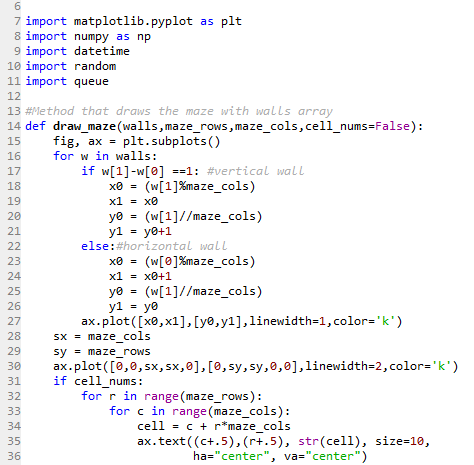 6
7 import matplotlib.pyplot as plt
8 import numpy as np
9 import datetime
10 import random
11 import queue
12
13 #Method that draws the maze with walls array
14 def draw_maze(walls,maze_rows,maze_cols,cell_nums=False):
15     fig, ax = plt.subplots()
16     for w in walls:
17         if w[1]-w[0] ==1: #vertical wall
18             x0 = (w[1]%maze_cols)
19             x1 = x0
20             y0 = (w[1]//maze_cols)
21             y1 = y0+1
22         else:#horizontal wall
23             x0 = (w[0]%maze_cols)
24             x1 = x0+1
25             y0 = (w[1]//maze_cols)
26             y1 = y0
27         ax.plot([x0,x1],[y0,y1],linewidth=1,color='k')
28     sx = maze_cols
29     sy = maze_rows
30     ax.plot([0,0,sx,sx,0],[0,sy,sy,0,0],linewidth=2,color='k')
31     if cell_nums:
32         for r in range(maze_rows):
33             for c in range(maze_cols):
34                 cell = c + r*maze_cols
35                 ax.text((c+.5),(r+.5), str(cell), size=10,
36                         ha="center", va="center")